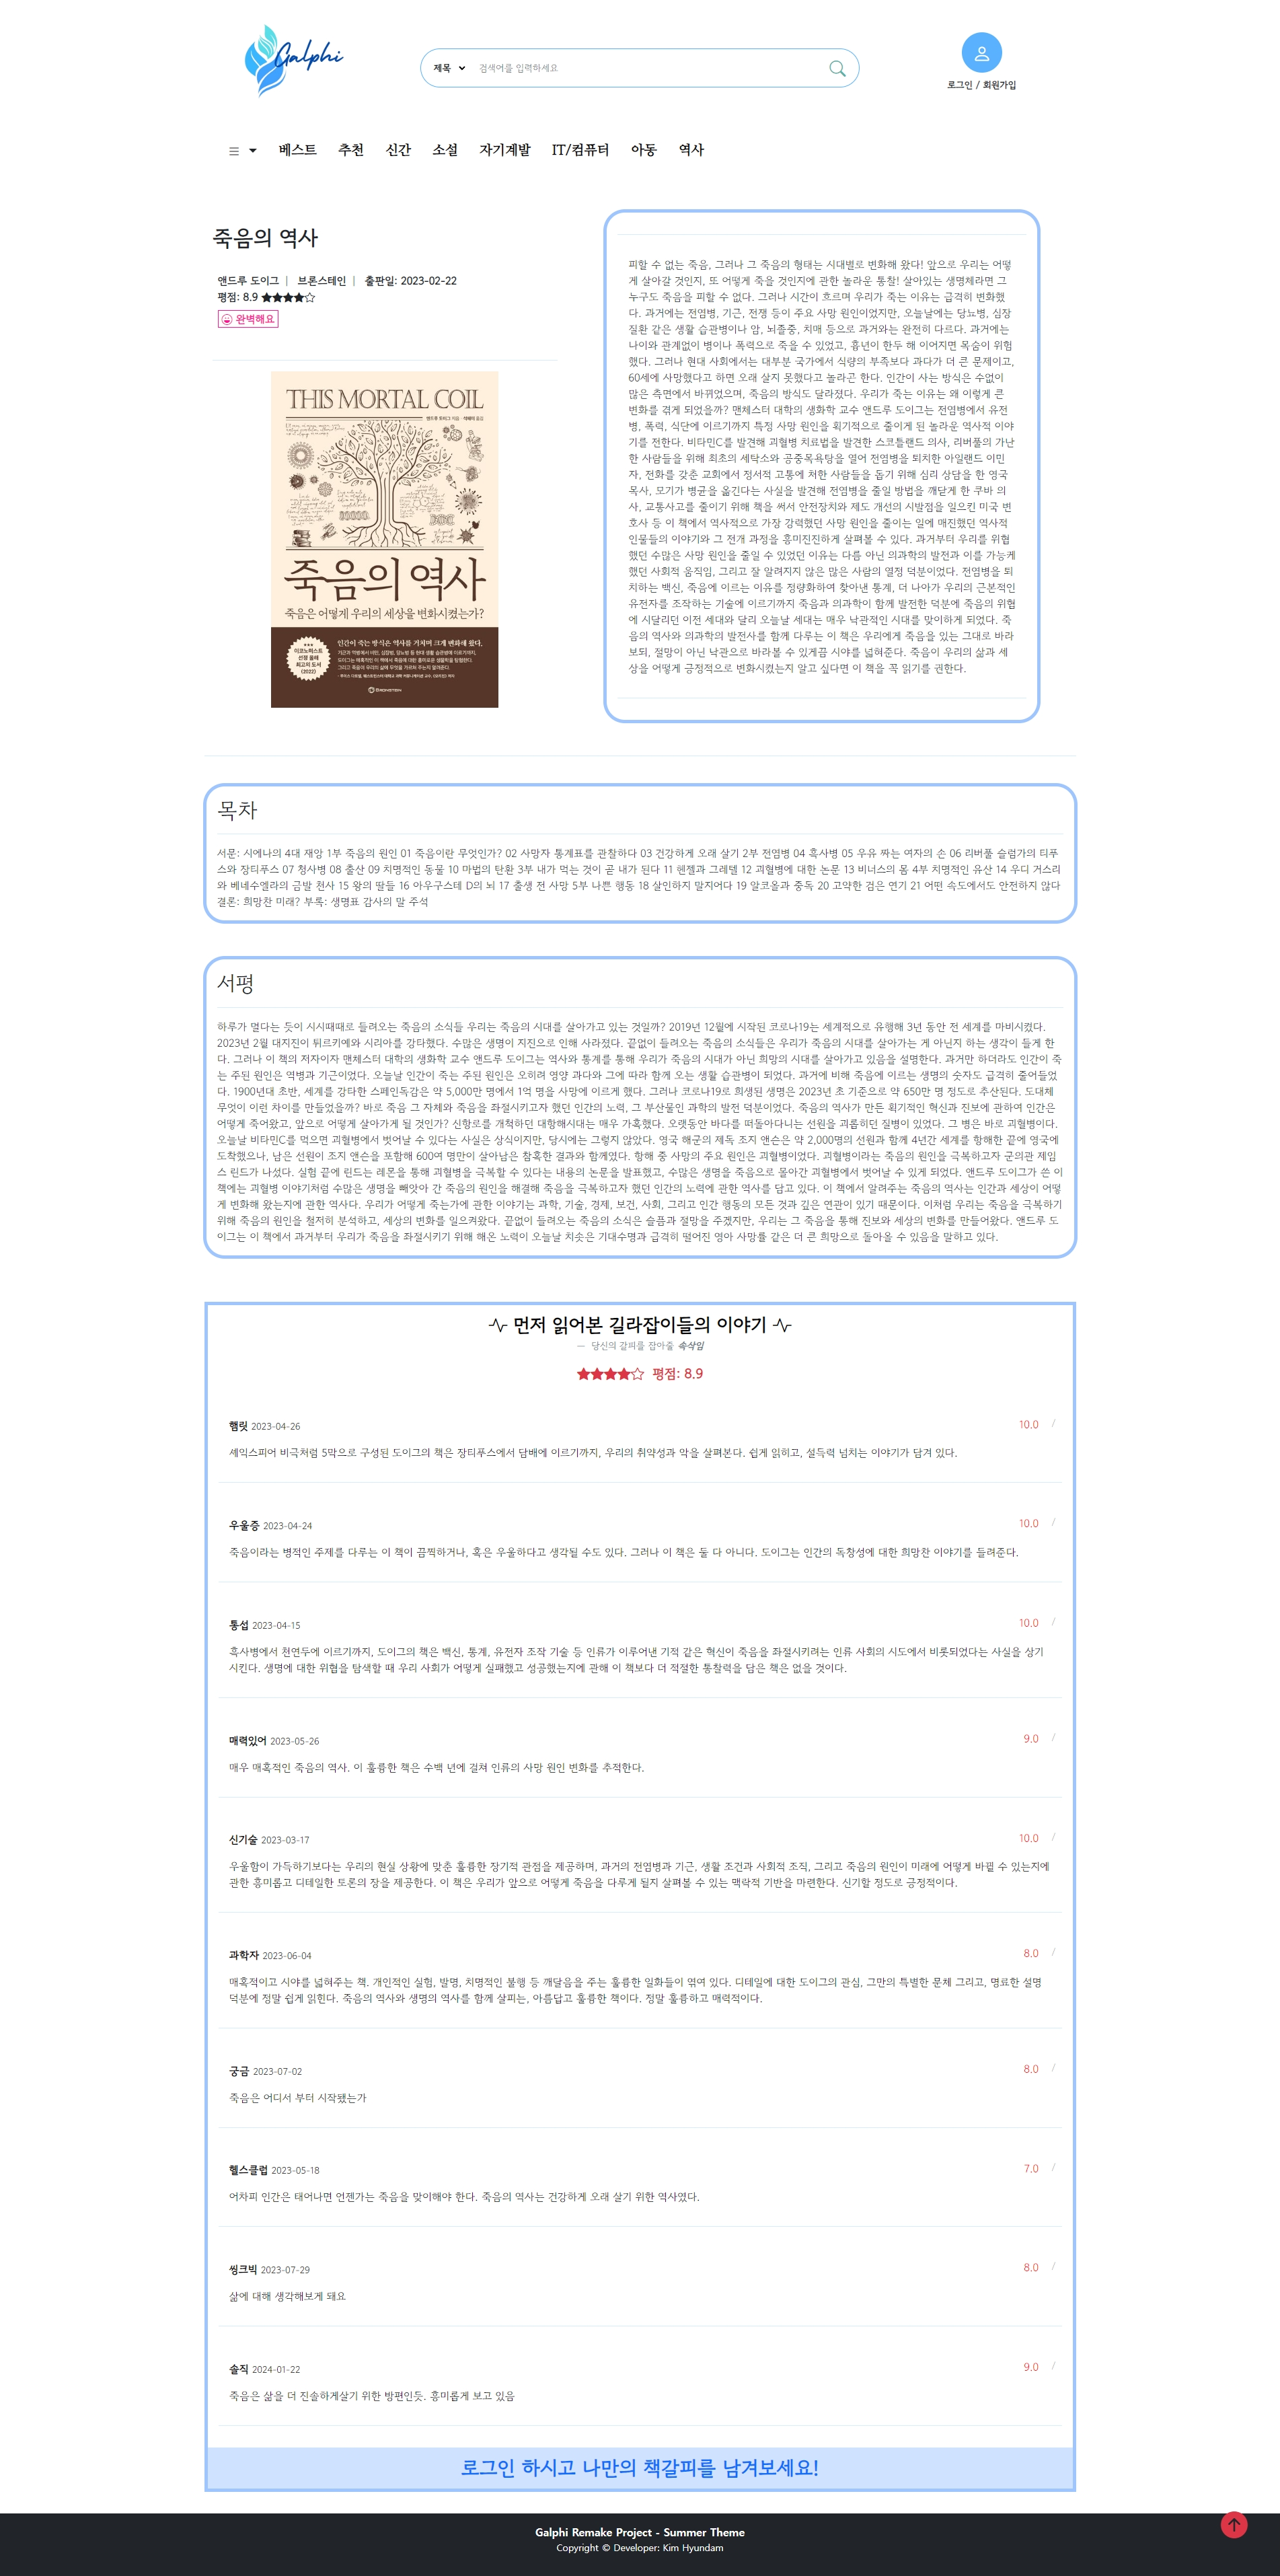 Galphi
제목
검색어를 입력하세요
로그인 / 회원가입
베스트 추천 신간 소설 자기계발 IT/컴퓨터 아동 역사
죽음의 역사
앤드루 도이그 | 브론스테인 | 출판일: 2023-02-22
평점: 8.9 ★★★★☆
완벽해요
THIS MORTAL COIL
죽음의 역사
죽음은 어떻게 우리의 세상을 변화시켰는가?
이코노미스트
선정 올해
최고의 도서
(2022)
인간이 죽는 방식은 역사를 거치며 크게 변화해 왔다.
BRONSTEIN
피할 수 없는 죽음, 그러나 그 죽음의 형태는 시대별로 변화해 왔다! 앞으로 우리는 어떻
게 살아갈 것인지, 또 어떻게 죽을 것인지에 관한 놀라운 통찰! 살아있는 생명체라면 그
누구도 죽음을 피할 수 없다. 그러나 시간이 흐르며 우리가 죽는 이유는 급격히 변화했
다. 과거에는 전염병, 기근, 전쟁 등이 주요 사망 원인이었지만, 오늘날에는 당뇨병, 심장
질환 같은 생활 습관병이나 암, 뇌졸중, 치매 등으로 과거와는 완전히 다르다. 과거에는
나이와 관계없이 병이나 폭력으로 죽을 수 있었고, 흉년이 한두 해 이어지면 목숨이 위험
했다. 그러나 현대 사회에서는 대부분 국가에서 식량의 부족보다 과다가 더 큰 문제이고,
60세에 사망했다고 하면 오래 살지 못했다고 놀라곤 한다. 인간이 사는 방식은 수없이
많은 측면에서 바뀌었으며, 죽음의 방식도 달라졌다. 우리가 죽는 이유는 왜 이렇게 큰
변화를 겪게 되었을까? 맨체스터 대학의 생화학 교수 앤드루 도이그는 전염병에서 유전
병, 폭력, 식단에 이르기까지 특정 사망 원인을 획기적으로 줄이게 된 놀라운 역사적 이야
기를 전한다. 비타민C를 발견해 괴혈병 치료법을 발견한 스코틀랜드 의사, 리버풀의 가난
한 사람들을 위해 최초의 세탁소와 공중목욕탕을 열어 전염병을 퇴치한 아일랜드 이민
자, 전화를 갖춘 교회에서 정서적 고통에 처한 사람들을 돕기 위해 심리 상담을 한 영국
목사, 모기가 병균을 옮긴다는 사실을 발견해 전염병을 줄일 방법을 깨닫게 한 쿠바 의
사, 교통사고를 줄이기 위해 책을 써서 안전장치와 제도 개선의 시발점을 일으킨 미국 변
호사 등 이 책에서 역사적으로 가장 강력했던 사망 원인을 줄이는 일에 매진했던 역사적
인물들의 이야기와 그 전개 과정을 흥미진진하게 살펴볼 수 있다. 과거부터 우리를 위협
했던 수많은 사망 원인을 줄일 수 있었던 이유는 다름 아닌 의과학의 발전과 이를 가능케
했던 사회적 움직임, 그리고 잘 알려지지 않은 많은 사람의 열정 덕분이었다. 전염병을 퇴
치하는 백신, 죽음에 이르는 이유를 정량화하여 찾아낸 통계, 더 나아가 우리의 근본적인
유전자를 조작하는 기술에 이르기까지 죽음과 의과학이 함께 발전한 덕분에 죽음의 위협
에 시달리던 이전 세대와 달리 오늘날 세대는 매우 낙관적인 시대를 맞이하게 되었다. 죽
음의 역사와 의과학의 발전사를 함께 다루는 이 책은 우리에게 죽음을 있는 그대로 바라
보되, 절망이 아닌 낙관으로 바라볼 수 있게끔 시야를 넓혀준다. 죽음이 우리의 삶과 세
상을 어떻게 긍정적으로 변화시켰는지 알고 싶다면 이 책을 꼭 읽기를 권한다.
목차
서문: 시에나의 4대 재앙 1부 죽음의 원인 01 죽음이란 무엇인가? 02 사망자 통계표를 관찰하다 03 건강하게 오래 살기 2부 전염병 04 흑사병 05 우유 짜는 여자의 손 06 리버풀 슬럼가의 티푸
스와 장티푸스 07 청사병 08 출산 09 치명적인 동물 10 마법의 탄환 3부 내가 먹는 것이 곧 내가 된다 11 헨젤과 그레텔 12 괴혈병에 대한 논문 13 비너스의 몸 4부 치명적인 유산 14 우디 거스리
와 베네수엘라의 금발 천사 15 왕의 딸들 16 아우구스테 D의 뇌 17 출생 전 사망 5부 나쁜 행동 18 살인하지 말지어다 19 알코올과 중독 20 고약한 검은 연기 21 어떤 속도에서도 안전하지 않다
결론: 희망찬 미래? 부록: 생명표 감사의 말 주석
서평
하루가 멀다는 듯이 시시때때로 들려오는 죽음의 소식들 우리는 죽음의 시대를 살아가고 있는 것일까? 2019년 12월에 시작된 코로나19는 세계적으로 유행해 3년 동안 전 세계를 마비시켰다.
2023년 2월 대지진이 튀르키예와 시리아를 강타했다. 수많은 생명이 지진으로 인해 사라졌다. 끝없이 들려오는 죽음의 소식들은 우리가 죽음의 시대를 살아가는 게 아닌지 하는 생각이 들게 한
다. 그러나 이 책의 저자이자 맨체스터 대학의 생화학 교수 앤드루 도이그는 역사와 통계를 통해 우리가 죽음의 시대가 아닌 희망의 시대를 살아가고 있음을 설명한다. 과거만 하더라도 인간이 죽
는 주된 원인은 역병과 기근이었다. 오늘날 인간이 죽는 주된 원인은 오히려 영양 과다와 그에 따라 함께 오는 생활 습관병이 되었다. 과거에 비해 죽음에 이르는 생명의 숫자도 급격히 줄어들었
다. 1900년대 초반, 세계를 강타한 스페인독감은 약 5,000만 명에서 1억 명을 사망에 이르게 했다. 그러나 코로나19로 희생된 생명은 2023년 초 기준으로 약 650만 명 정도로 추산된다. 도대체
무엇이 이런 차이를 만들었을까? 바로 죽음 그 자체와 죽음을 좌절시키고자 했던 인간의 노력, 그 부산물인 과학의 발전 덕분이었다. 죽음의 역사가 만든 획기적인 혁신과 진보에 관하여 인간은
어떻게 죽어왔고, 앞으로 어떻게 살아가게 될 것인가? 신항로를 개척하던 대항해시대는 매우 가혹했다. 오랫동안 바다를 떠돌아다니는 선원을 괴롭히던 질병이 있었다. 그 병은 바로 괴혈병이다.
오늘날 비타민C를 먹으면 괴혈병에서 벗어날 수 있다는 사실은 상식이지만, 당시에는 그렇지 않았다. 영국 해군의 제독 조지 앤슨은 약 2,000명의 선원과 함께 4년간 세계를 항해한 끝에 영국에
도착했으나, 남은 선원이 조지 앤슨을 포함해 600여 명만이 살아남은 참혹한 결과와 함께였다. 항해 중 사망의 주요 원인은 괴혈병이었다. 괴혈병이라는 죽음의 원인을 극복하고자 군의관 제임
스 린드가 나섰다. 실험 끝에 린드는 레몬을 통해 괴혈병을 극복할 수 있다는 내용의 논문을 발표했고, 수많은 생명을 죽음으로 몰아간 괴혈병에서 벗어날 수 있게 되었다. 앤드루 도이그가 쓴 이
책에는 괴혈병 이야기처럼 수많은 생명을 빼앗아 간 죽음의 원인을 해결해 죽음을 극복하고자 했던 인간의 노력에 관한 역사를 담고 있다. 이 책에서 알려주는 죽음의 역사는 인간과 세상이 어떻
게 변화해 왔는지에 관한 역사다. 우리가 어떻게 죽는가에 관한 이야기는 과학, 기술, 경제, 보건, 사회, 그리고 인간 행동의 모든 것과 깊은 연관이 있기 때문이다. 이처럼 우리는 죽음을 극복하기
위해 죽음의 원인을 철저히 분석하고, 세상의 변화를 일으켜왔다. 끝없이 들려오는 죽음의 소식은 슬픔과 절망을 주겠지만, 우리는 그 죽음을 통해 진보와 세상의 변화를 만들어왔다. 앤드루 도
이그는 이 책에서 과거부터 우리가 죽음을 좌절시키기 위해 해온 노력이 오늘날 치솟은 기대수명과 급격히 떨어진 영아 사망률 같은 더 큰 희망으로 돌아올 수 있음을 말하고 있다.
먼저 읽어본 길라잡이들의 이야기
— 당신의 갈피를 잡아줄 속삭임
★★★★☆ 평점: 8.9
햄릿 2023-04-26 10.0 /
셰익스피어 비극처럼 5막으로 구성된 도이그의 책은 장티푸스에서 담배에 이르기까지, 우리의 취약성과 악을 살펴본다. 쉽게 읽히고, 설득력 넘치는 이야기가 담겨 있다.
우울증 2023-04-24 10.0 /
죽음이라는 병적인 주제를 다루는 이 책이 끔찍하거나, 혹은 우울하다고 생각될 수도 있다. 그러나 이 책은 둘 다 아니다. 도이그는 인간의 독창성에 대한 희망찬 이야기를 들려준다.
통섭 2023-04-15 10.0 /
흑사병에서 천연두에 이르기까지, 도이그의 책은 백신, 통계, 유전자 조작 기술 등 인류가 이루어낸 기적 같은 혁신이 죽음을 좌절시키려는 인류 사회의 시도에서 비롯되었다는 사실을 상기
시킨다. 생명에 대한 위협을 탐색할 때 우리 사회가 어떻게 실패했고 성공했는지에 관해 이 책보다 더 적절한 통찰력을 담은 책은 없을 것이다.
매력있어 2023-05-26 9.0 /
매우 매혹적인 죽음의 역사. 이 훌륭한 책은 수백 년에 걸쳐 인류의 사망 원인 변화를 추적한다.
신기술 2023-03-17 10.0 /
우울함이 가득하기보다는 우리의 현실 상황에 맞춘 훌륭한 장기적 관점을 제공하며, 과거의 전염병과 기근, 생활 조건과 사회적 조직, 그리고 죽음의 원인이 미래에 어떻게 바뀔 수 있는지에
관한 흥미롭고 디테일한 토론의 장을 제공한다. 이 책은 우리가 앞으로 어떻게 죽음을 다루게 될지 살펴볼 수 있는 맥락적 기반을 마련한다. 신기할 정도로 긍정적이다.
과학자 2023-06-04 8.0 /
매혹적이고 시야를 넓혀주는 책. 개인적인 실험, 발명, 치명적인 불행 등 깨달음을 주는 훌륭한 일화들이 엮여 있다. 디테일에 대한 도이그의 관심, 그만의 특별한 문체 그리고, 명료한 설명
덕분에 정말 쉽게 읽힌다. 죽음의 역사와 생명의 역사를 함께 살피는, 아름답고 훌륭한 책이다. 정말 훌륭하고 매력적이다.
궁금 2023-07-02 8.0 /
죽음은 어디서 부터 시작됐는가
헬스클럽 2023-05-18 7.0 /
어차피 인간은 태어나면 언젠가는 죽음을 맞이해야 한다. 죽음의 역사는 건강하게 오래 살기 위한 역사였다.
씽크빅 2023-07-29 8.0 /
삶에 대해 생각해보게 돼요
솔직 2024-01-22 9.0 /
죽음은 삶을 더 진솔하게살기 위한 방편인듯. 흥미롭게 보고 있음
로그인 하시고 나만의 책갈피를 남겨보세요!
Galphi Remake Project - Summer Theme
Copyright © Developer: Kim Hyundam